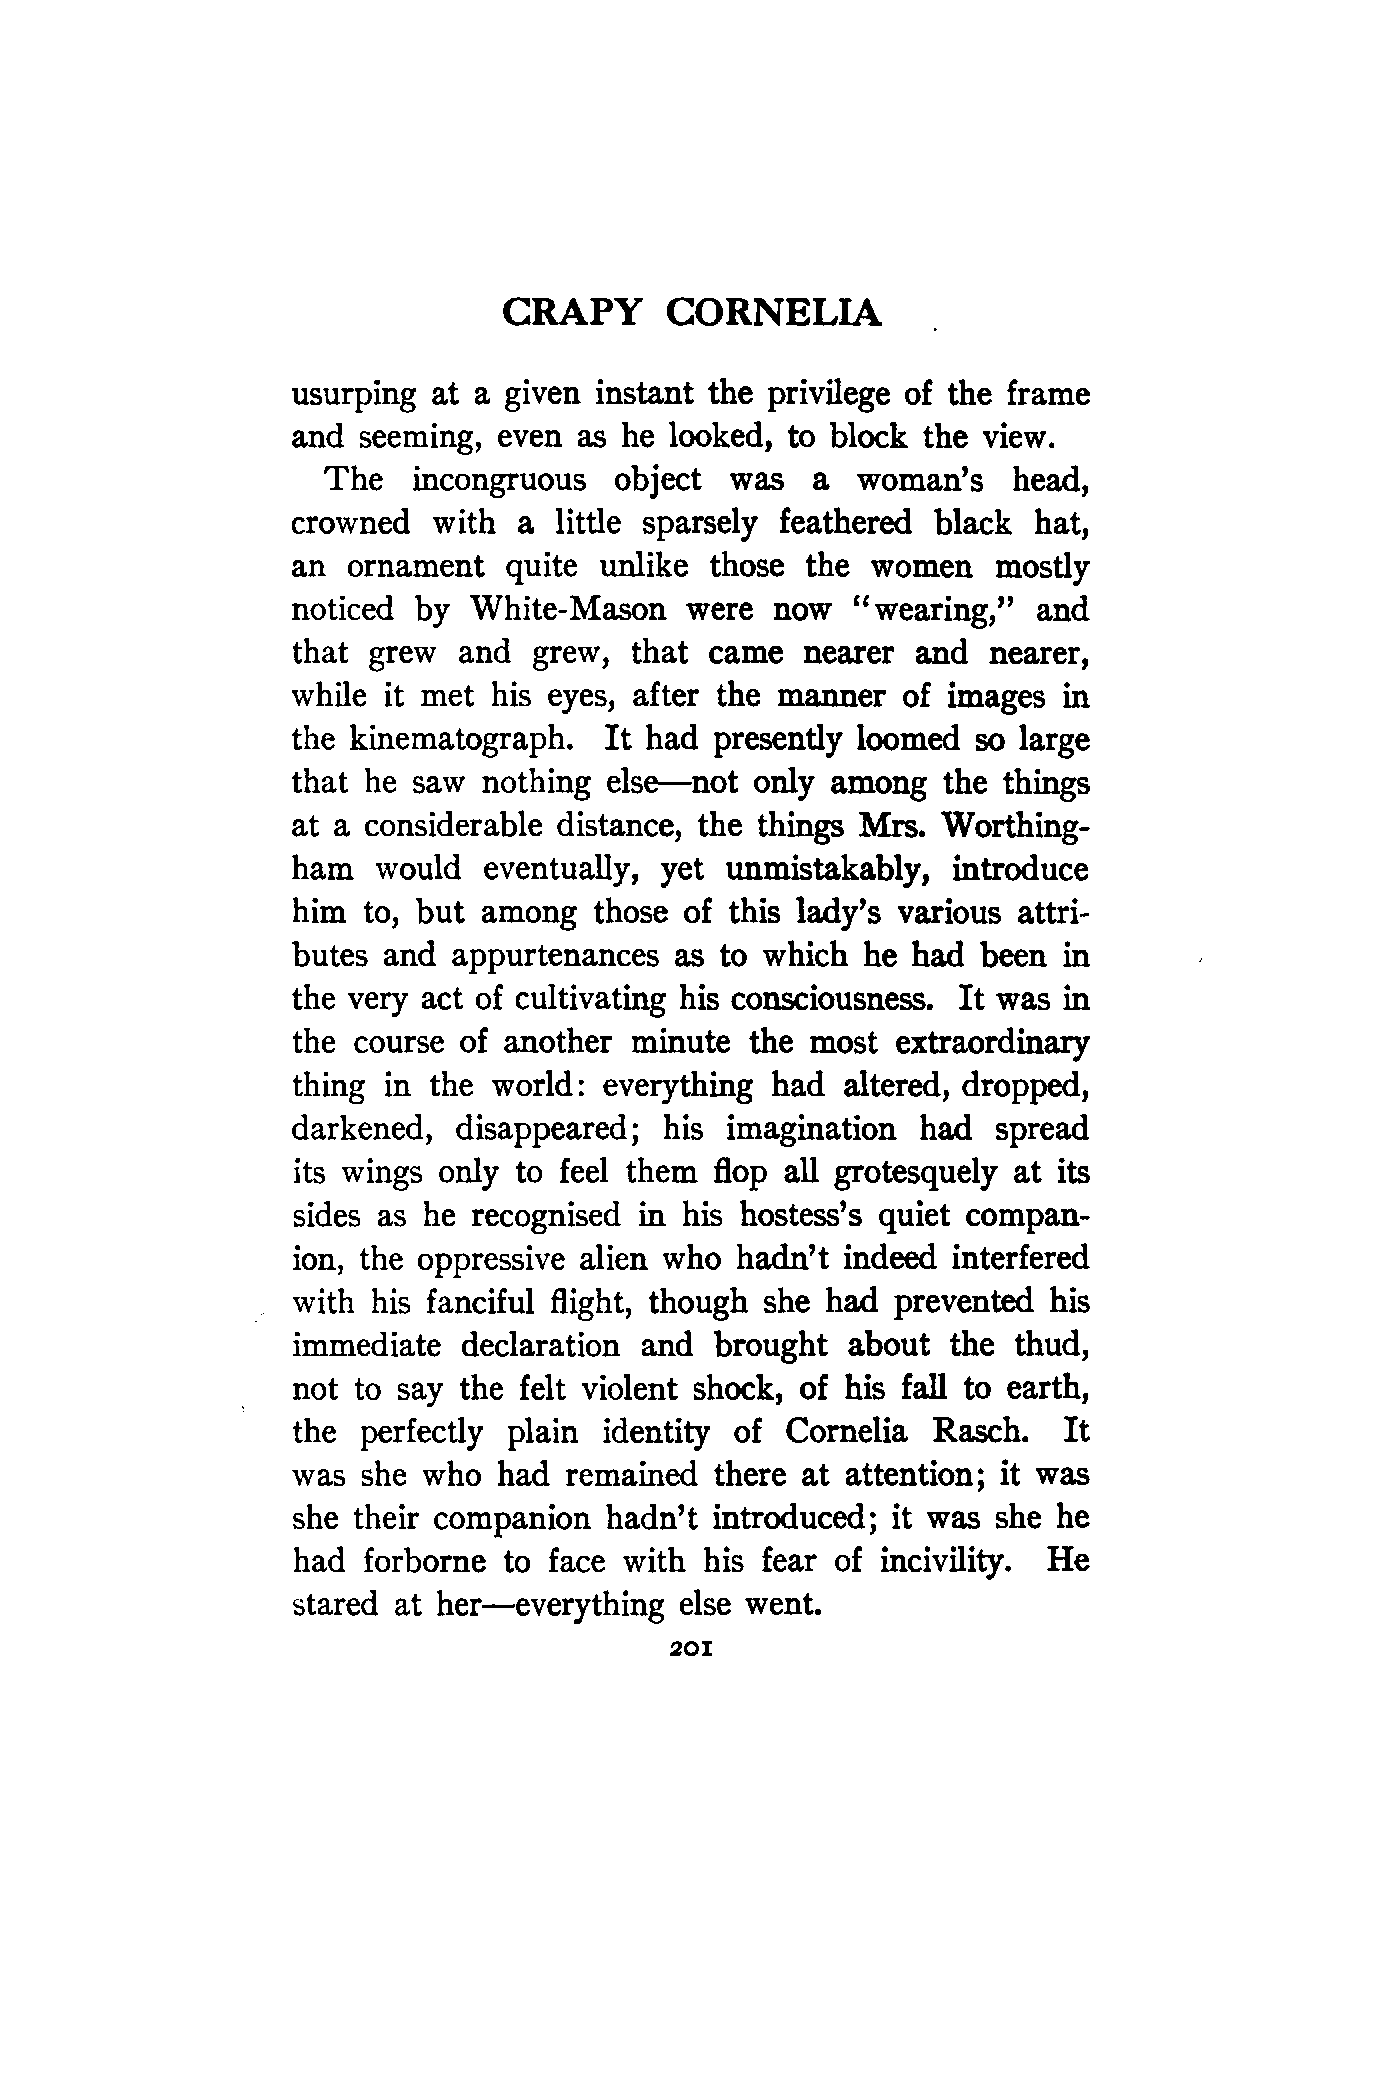 CRAPY CORNELIA
usurping at a given instant the privilege of the frame
and seeming, even as he looked, to block the view.
The incongruous object was a woman's head,
crowned with a little sparsely feathered black hat,
an ornament quite unlike those the women mostly
noticed by White-Mason were now "wearing," and
that grew and grew, that came nearer and nearer,
while it met his eyes, after the manner of images in
the kinematograph. It had presently loomed so large
that he saw nothing else—not only among the things
at a considerable distance, the things Mrs. Worthing-
ham would eventually, yet unmistakably, introduce
him to, but among those of this lady's various attri-
butes and appurtenances as to which he had been in
the very act of cultivating his consciousness. It was in
the course of another minute the most extraordinary
thing in the world: everything had altered, dropped,
darkened, disappeared; his imagination had spread
its wings only to feel them flop all grotesquely at its
sides as he recognised in his hostess's quiet compan-
ion, the oppressive alien who hadn't indeed interfered
with his fanciful flight, though she had prevented his
immediate declaration and brought about the thud,
not to say the felt violent shock, of his fall to earth,
the perfectly plain identity of Cornelia Rasch. It
was she who had remained there at attention; it was
she their companion hadn't introduced; it was she he
had forborne to face with his fear of incivility. He
stared at her—everything else went.
201